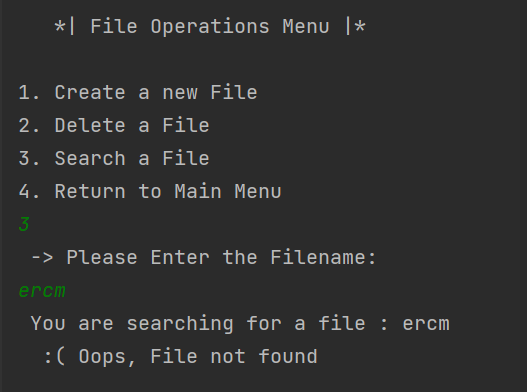 *| File Operations Menu |*
1. Create a new File
2. Delete a File
3. Search a File
4. Return to Main Menu
3
-> Please Enter the Filename:
ercm
You are searching for a file : ercm
:( Oops, File not found